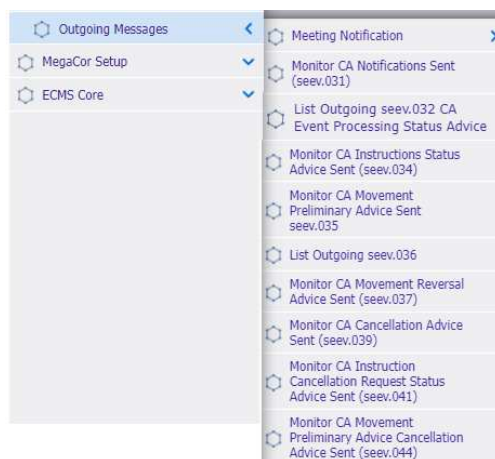 Outgoing Messages
MegaCor Setup
ECMS Core
Meeting Notification
Monitor CA Notifications Sent
(seev.031)
List Outgoing seev.032 CA
Event Processing Status Advice
Monitor CA Instructions Status
Advice Sent (seev.034)
Monitor CA Movement
Preliminary Advice Sent
seev.035
List Outgoing seev.036
Monitor CA Movement Reversal
Advice Sent (seev.037)
Monitor CA Cancellation Advice
Sent (seev.039)
Monitor CA Instruction
Cancellation Request Status
Advice Sent (seev.041)
Monitor CA Movement
Preliminary Advice Cancellation
Advice Sent (seev.044)